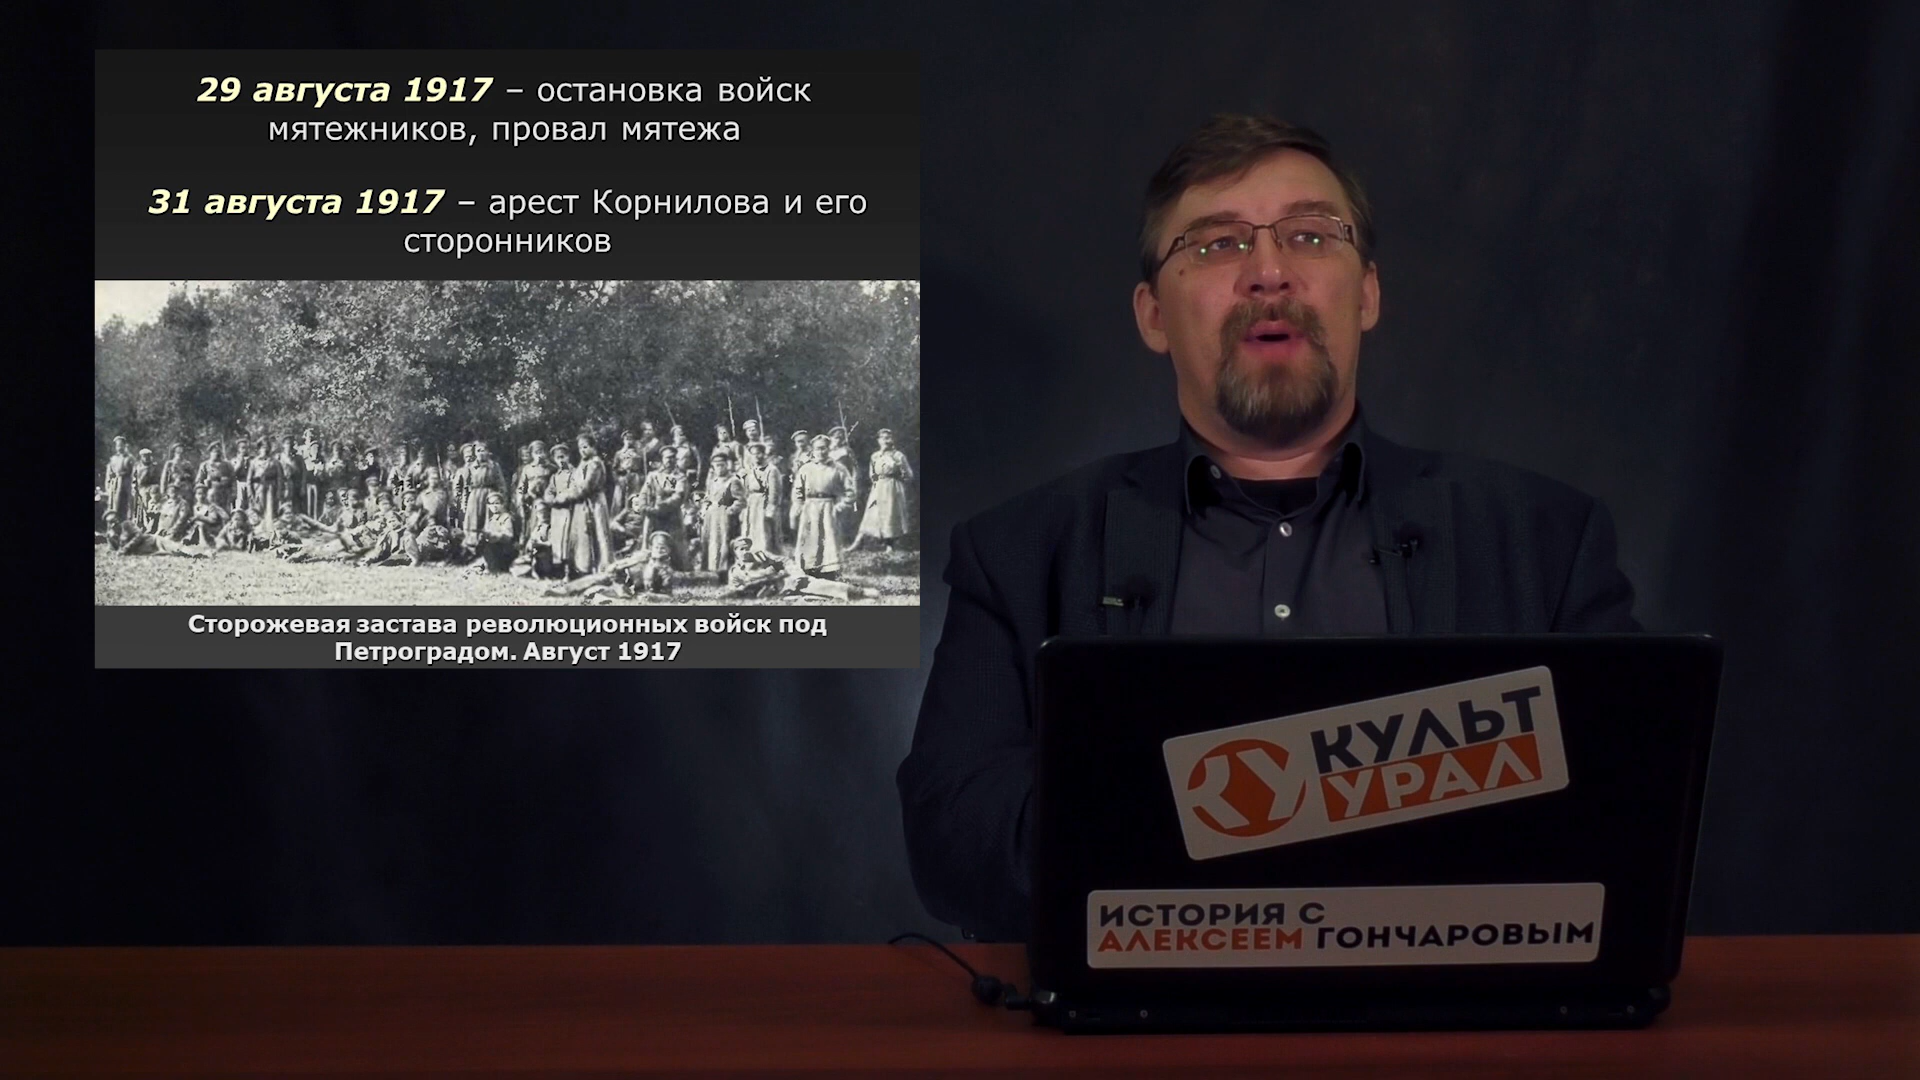 29 августа 1917 – остановка войск
мятежников, провал мятежа
31 августа 1917 – арест Корнилова и его
сторонников
Сторожевая застава революционных войск под
Петроградом. Август 1917
КУ КУЛЬТ
УРАЛ
ИСТОРИЯ С
АЛЕКСЕЕМ ГОНЧАРОВЫМ